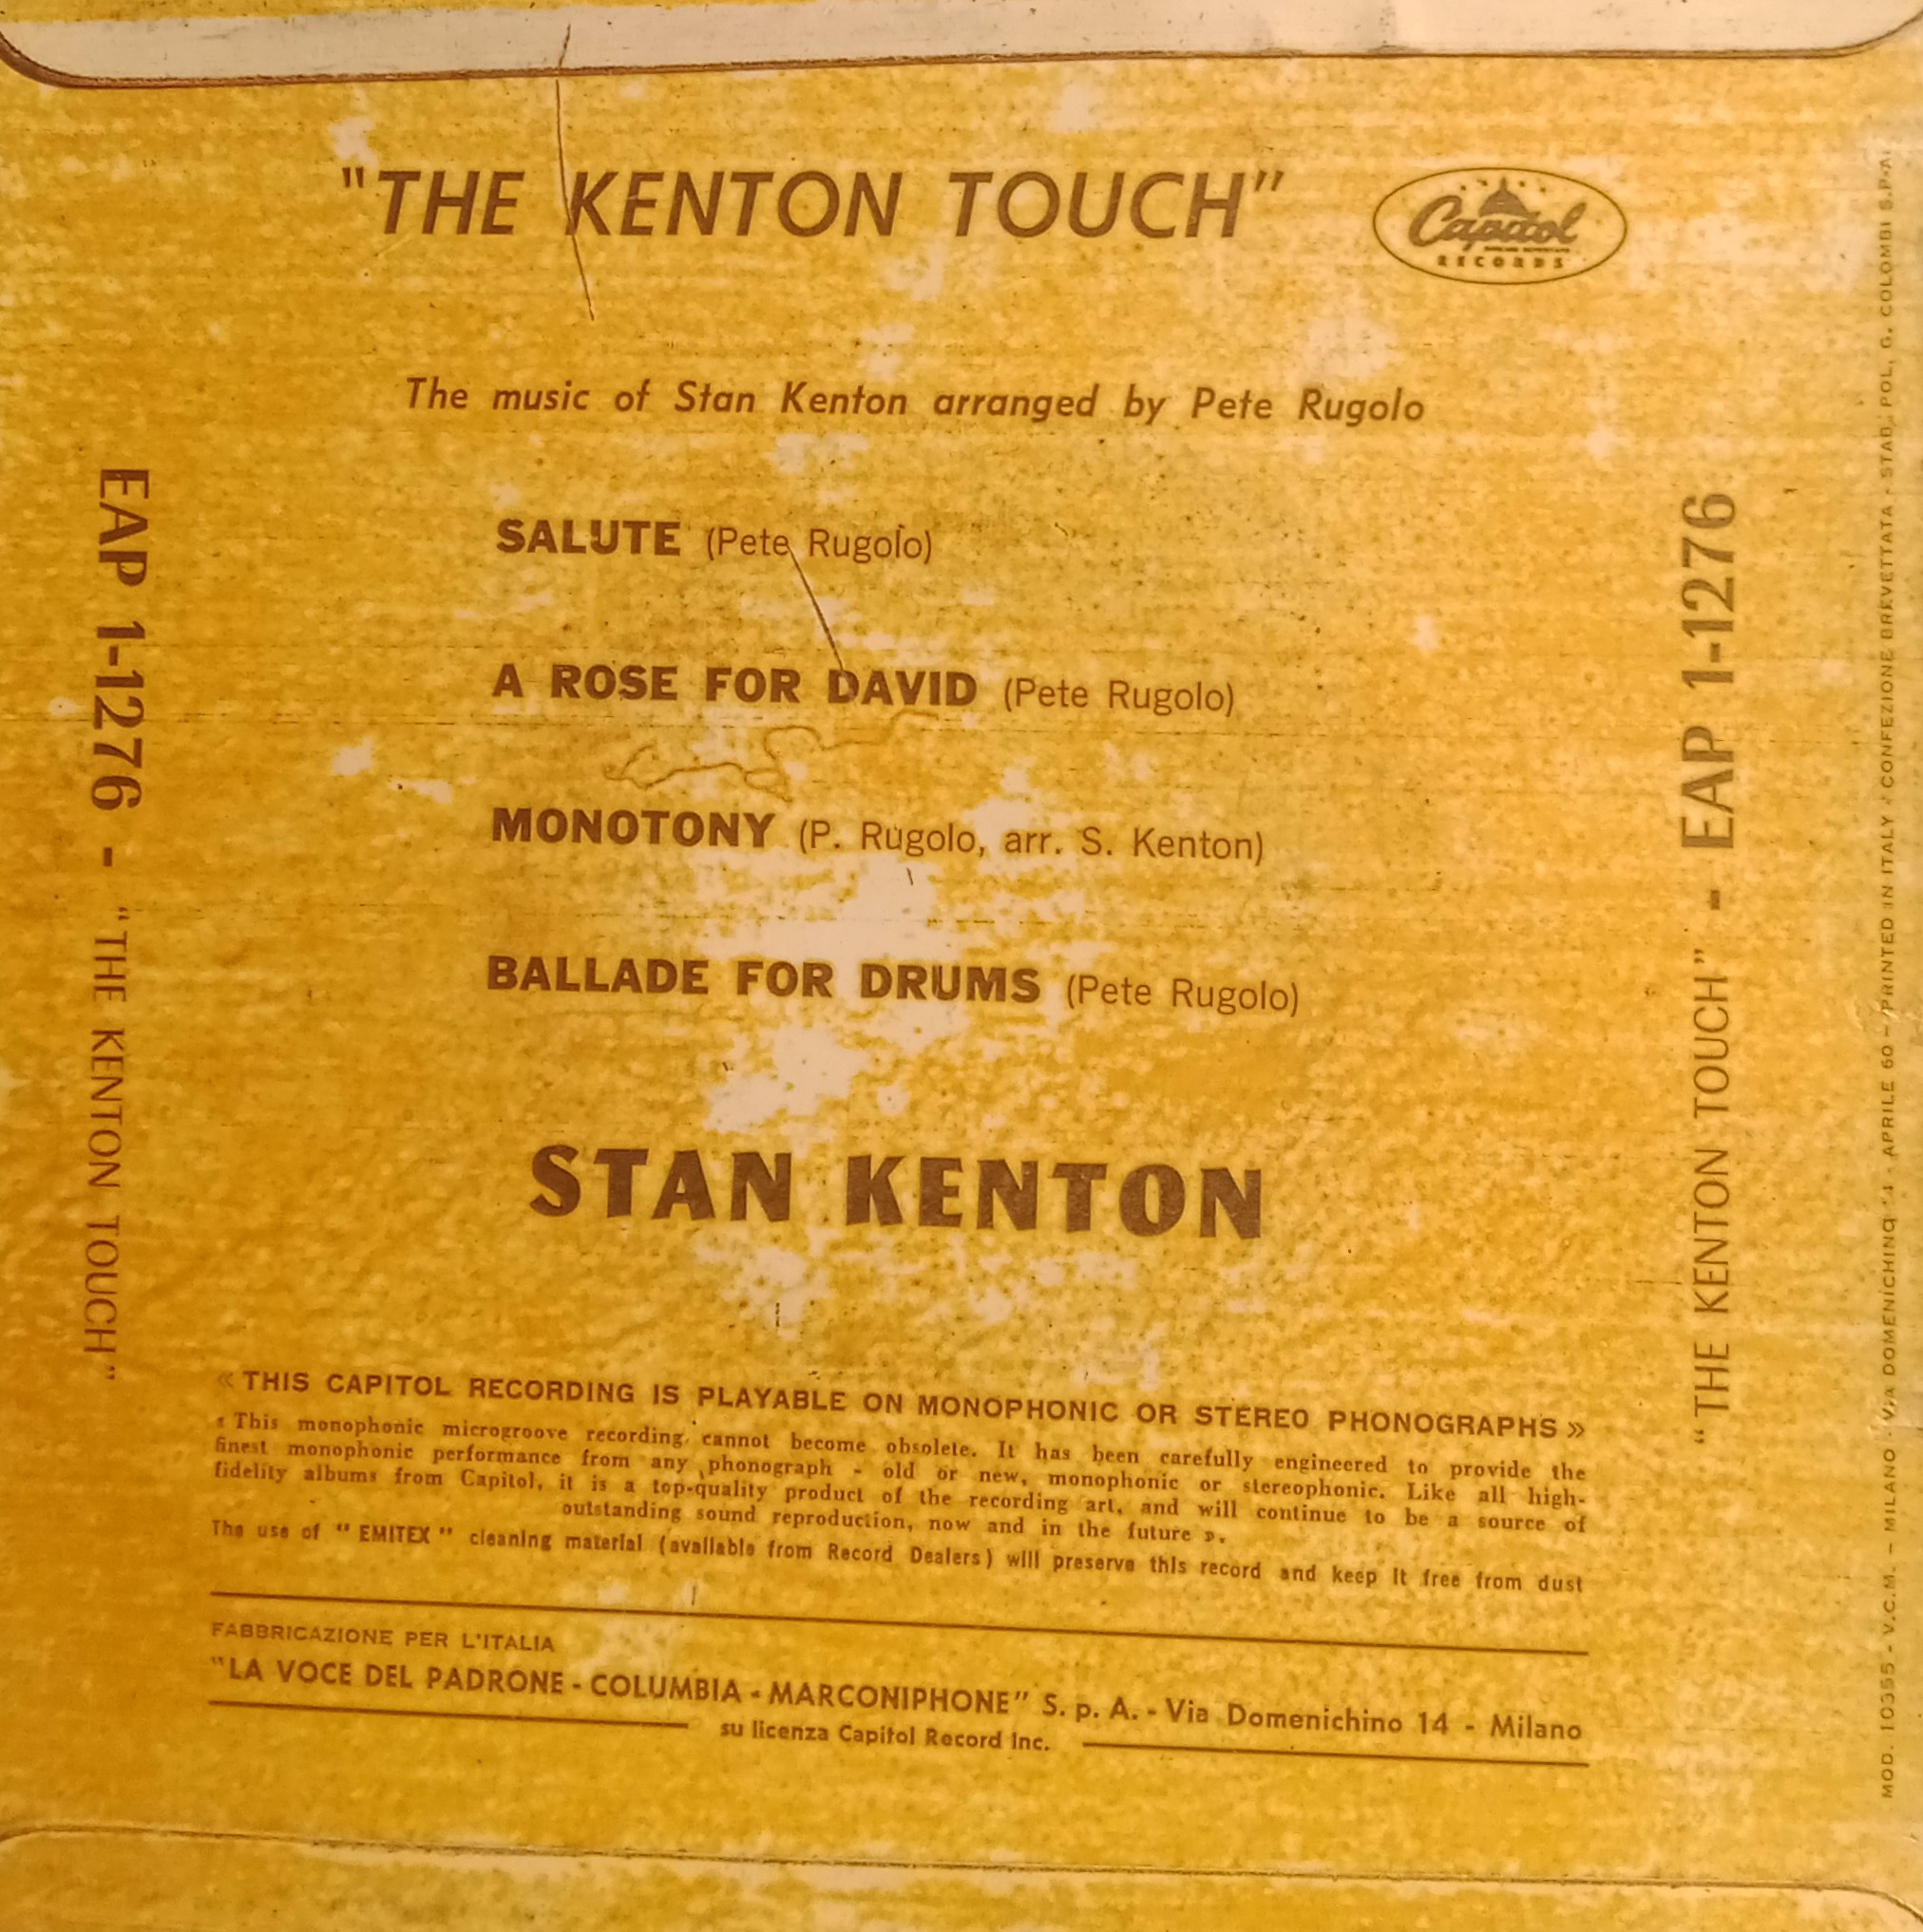 "THE KENTON TOUCH"
Capitol
RECORDS
The music of Stan Kenton arranged by Pete Rugolo
SALUTE (Pete Rugolo)
A ROSE FOR DAVID (Pete Rugolo)
MONOTONY (P. Rugolo, arr. S. Kenton)
BALLADE FOR DRUMS (Pete Rugolo)
STAN KENTON
« THIS CAPITOL RECORDING IS PLAYABLE ON MONOPHONIC OR STEREO PHONOGRAPHS »
« This monophonic microgroove recording cannot become obsolete. It has been carefully engineered to provide the
finest monophonic performance from any phonograph - old or new, monophonic or stereophonic. Like all high-
fidelity albums from Capitol, it is a top-quality product of the recording art, and will continue to be a source of
outstanding sound reproduction, now and in the future ».
The use of " EMITEX " cleaning material (available from Record Dealers) will preserve this record and keep it free from dust
FABBRICAZIONE PER L'ITALIA
"LA VOCE DEL PADRONE - COLUMBIA - MARCONIPHONE" S. p. A. - Via Domenichino 14 - Milano
su licenza Capitol Record Inc.
EAP 1-1276 - "THE KENTON TOUCH"
"THE KENTON TOUCH" - EAP 1-1276
MOD. 10355 - V.C.M. - MILANO - VIA DOMENICHINO 14 - APRILE 60 - PRINTED IN ITALY - CONFEZIONE BREVETTATA - STAB. POL. G. COLOMBI S.P.A.